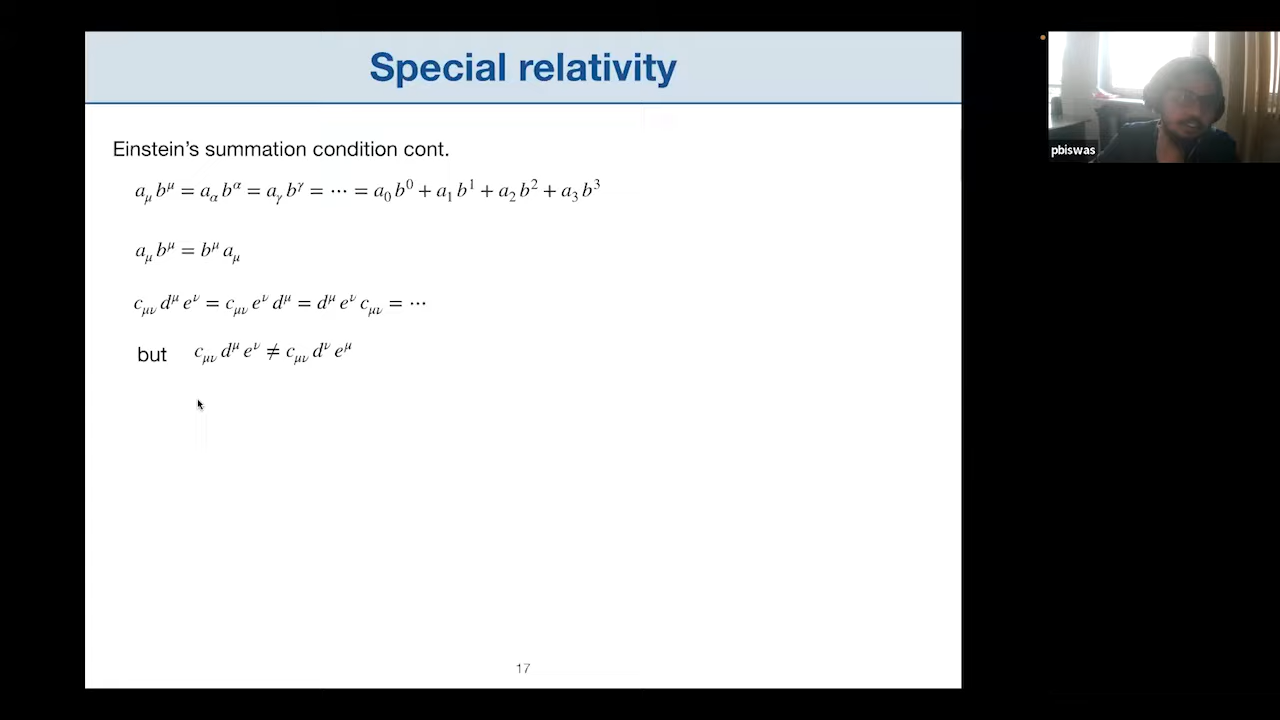 Special relativity
pbiswas
Einstein’s summation condition cont.
a_μ b^μ = a_α b^α = a_γ b^γ = ⋯ = a_0 b^0 + a_1 b^1 + a_2 b^2 + a_3 b^3
a_μ b^μ = b^μ a_μ
c_μν d^μ e^ν = c_μν e^ν d^μ = d^μ e^ν c_μν = ⋯
but c_μν d^μ e^ν ≠ c_μν d^ν e^μ
17